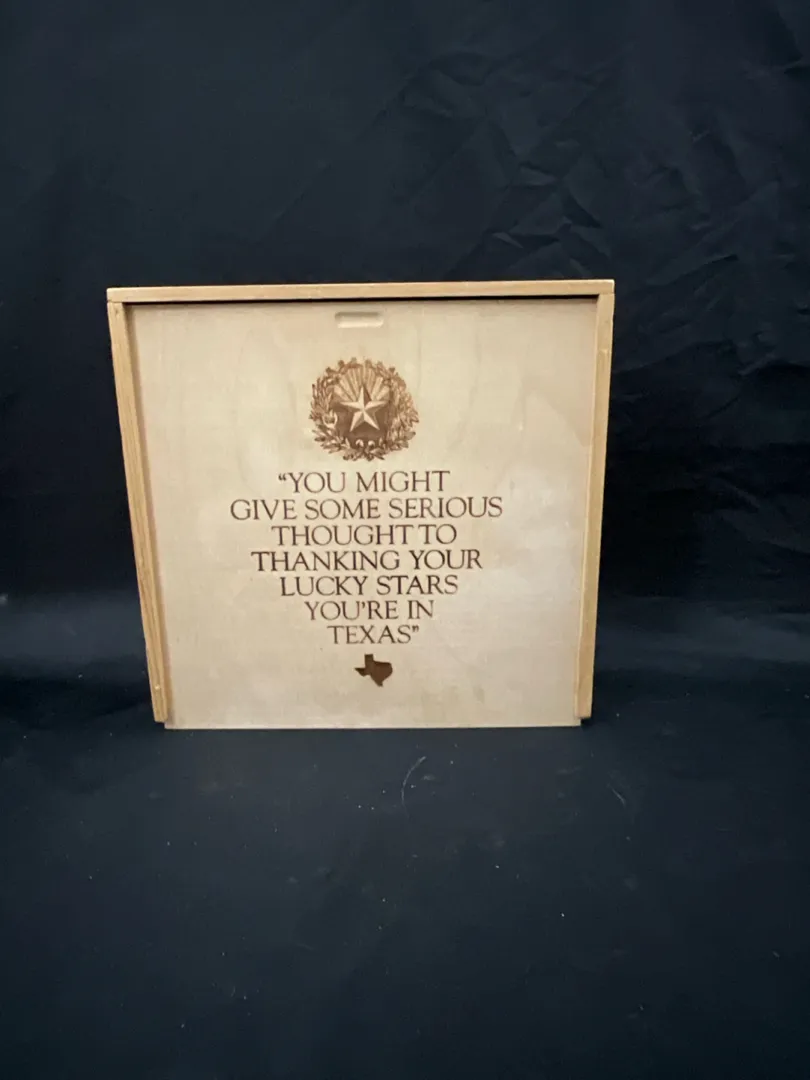 “YOU MIGHT
GIVE SOME SERIOUS
THOUGHT TO
THANKING YOUR
LUCKY STARS
YOU'RE IN
TEXAS”